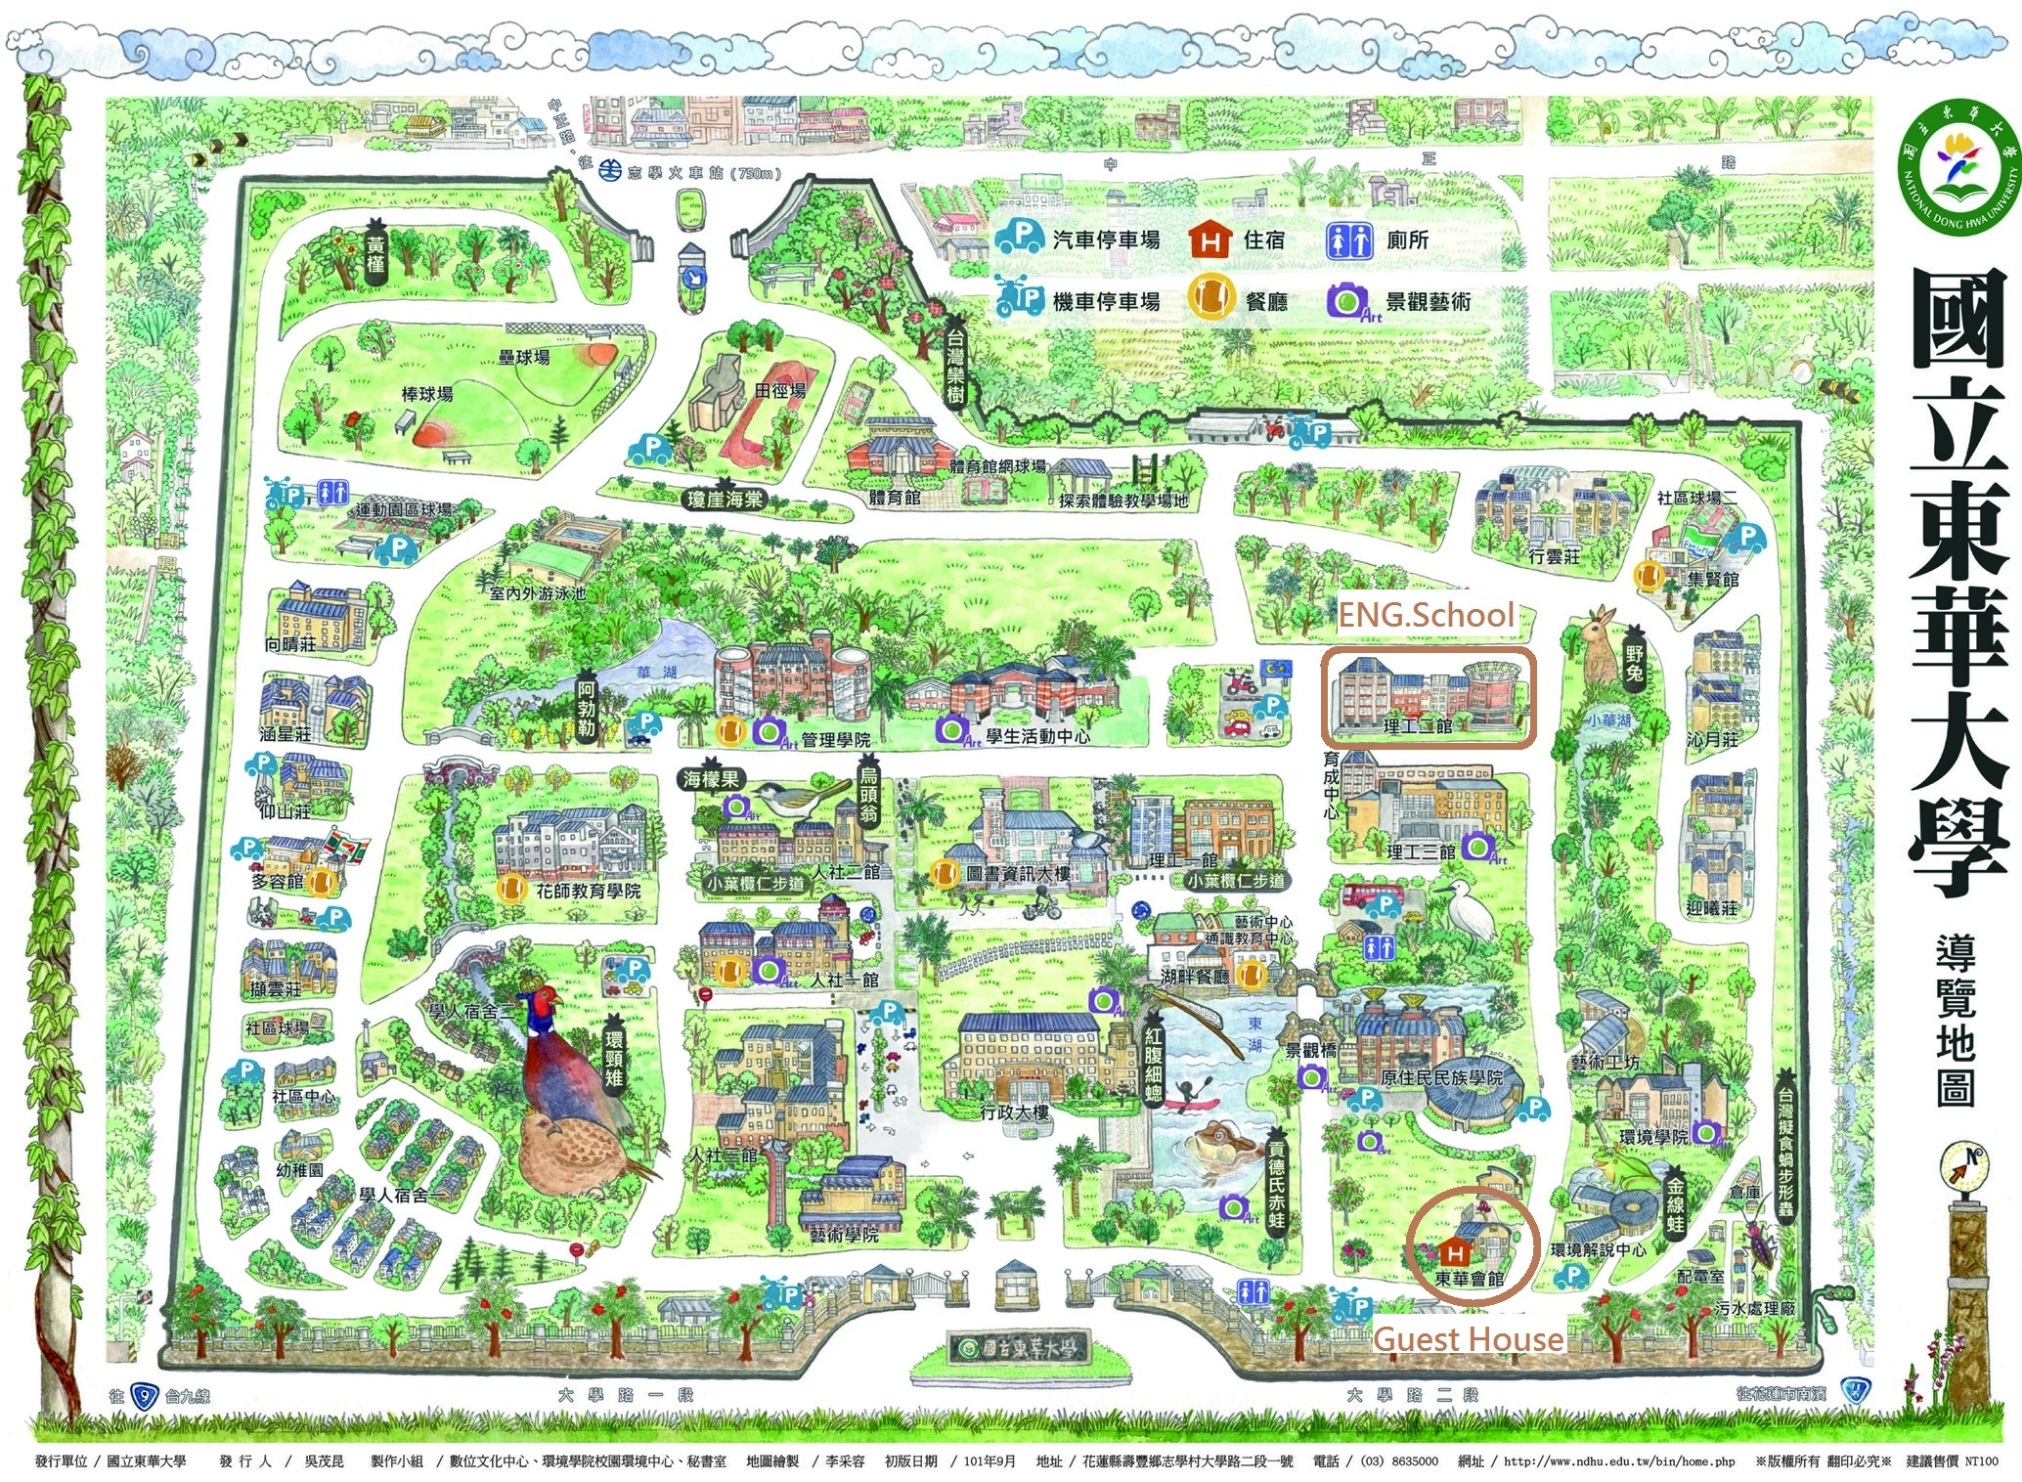 中正路、往
志學火車站(750m)
中
正
路
國立東華大學
NATIONAL DONG HWA UNIVERSITY
P 汽車停車場
H 住宿
廁所
P 機車停車場
餐廳
Art 景觀藝術
國立東華大學
導覽地圖
N
黃槿
台灣欒樹
壘球場
棒球場
田徑場
P
瓊崖海棠
體育館
體育館網球場
探索體驗教學場地
P
P
運動園區球場
P
室內外游泳池
行雲莊
社區球場二
P
集賢館
ENG.School
理工二館
向晴莊
涵星莊
華湖
阿勃勒
P
Art
管理學院
Art
學生活動中心
P
野兔
小華湖
沁月莊
P
仰山莊
海檬果
烏頭翁
Art
育成中心
理工三館
Art
P
多容館
花師教育學院
小葉欖仁步道
人社二館
圖書資訊大樓
理工一館
小葉欖仁步道
迎曦莊
P
擷雲莊
P
Art
人社一館
藝術中心
通識教育中心
湖畔餐廳
P
學人宿舍二
環頸雉
社區球場一
P
Art
東湖
景觀橋
Art
紅腹細蟌
行政大樓
原住民民族學院
藝術工坊
P
社區中心
P
P
環境學院
Art
台灣擬食蝸步形蟲
幼稚園
學人宿舍一
人社三館
藝術學院
Art
貢德氏赤蛙
Art
金線蛙
倉庫
環境解說中心
H
東華會館
P
配電室
污水處理廠
P
P
Guest House
國立東華大學
往 9 台九線
大學路一段
大學路二段
往花蓮市南濱 11
發行單位 / 國立東華大學 發行人 / 吳茂昆 製作小組 / 數位文化中心、環境學院校園環境中心、秘書室 地圖繪製 / 李采容 初版日期 / 101年9月 地址 / 花蓮縣壽豐鄉志學村大學路二段一號 電話 / (03) 8635000 網址 / http://www.ndhu.edu.tw/bin/home.php ※版權所有 翻印必究※ 建議售價 NT100